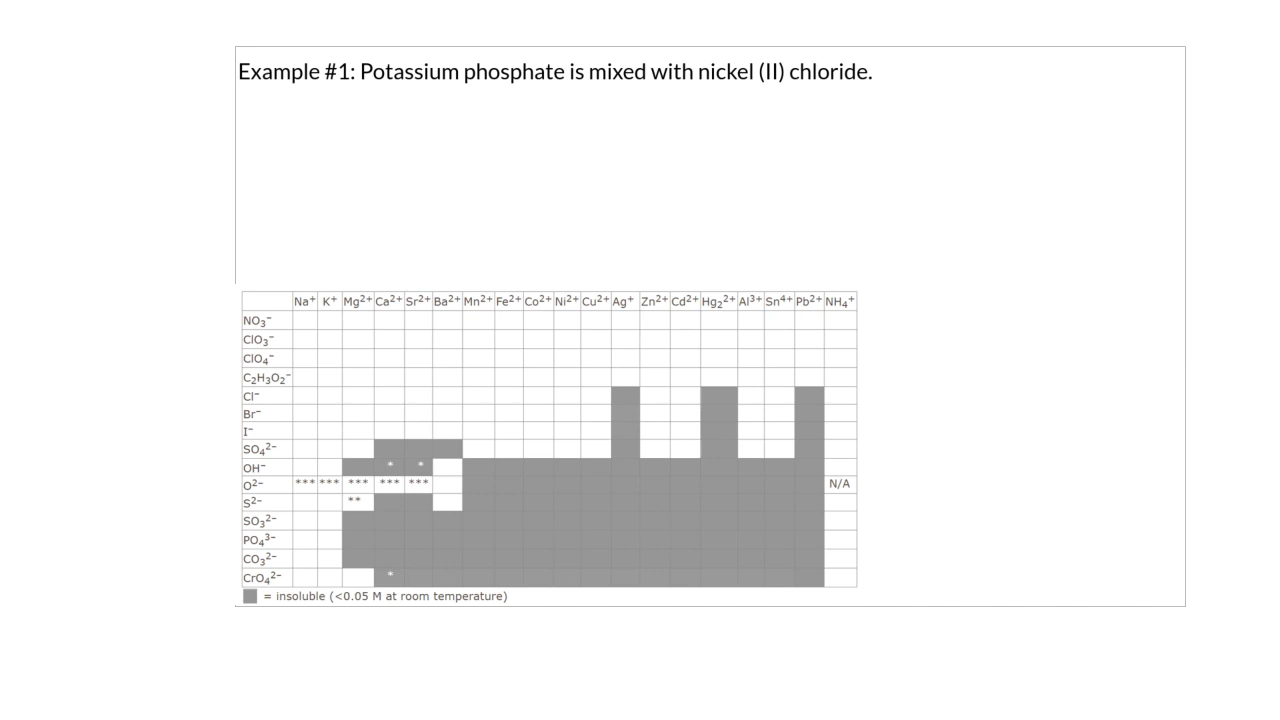 Example #1: Potassium phosphate is mixed with nickel (II) chloride.
Na⁺ K⁺ Mg²⁺ Ca²⁺ Sr²⁺ Ba²⁺ Mn²⁺ Fe²⁺ Co²⁺ Ni²⁺ Cu²⁺ Ag⁺ Zn²⁺ Cd²⁺ Hg₂²⁺ Al³⁺ Sn⁴⁺ Pb²⁺ NH₄⁺
NO₃⁻
ClO₃⁻
ClO₄⁻
C₂H₃O₂⁻
Cl⁻
Br⁻
I⁻
SO₄²⁻
OH⁻ * *
O²⁻ *** *** *** *** *** N/A
S²⁻ **
SO₃²⁻
PO₄³⁻
CO₃²⁻
CrO₄²⁻ *
= insoluble (<0.05 M at room temperature)